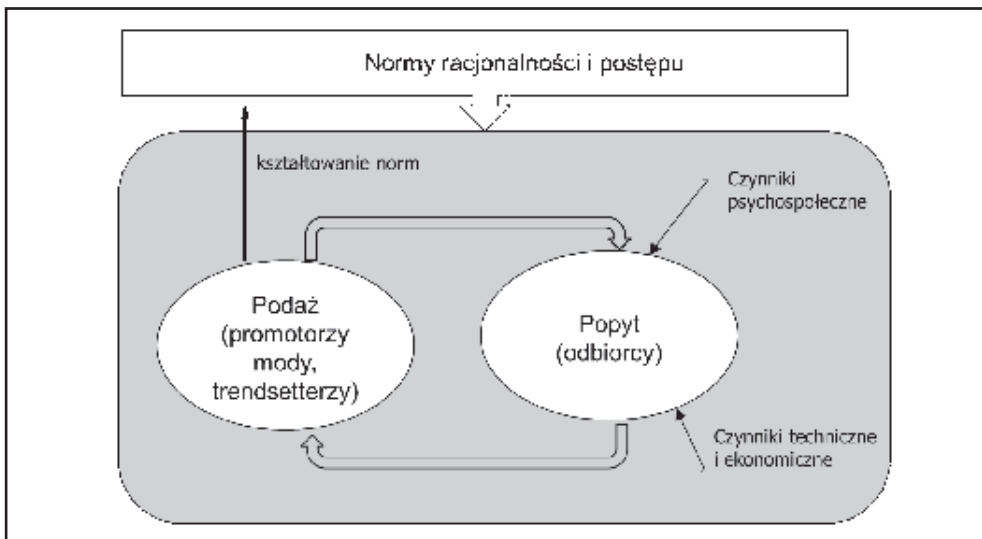 Normy racjonalności i postępu
kształtowanie norm
Czynniki
psychospołeczne
Podaż
(promotorzy
mody,
trendsetterzy)
Popyt
(odbiorcy)
Czynniki techniczne
i ekonomiczne